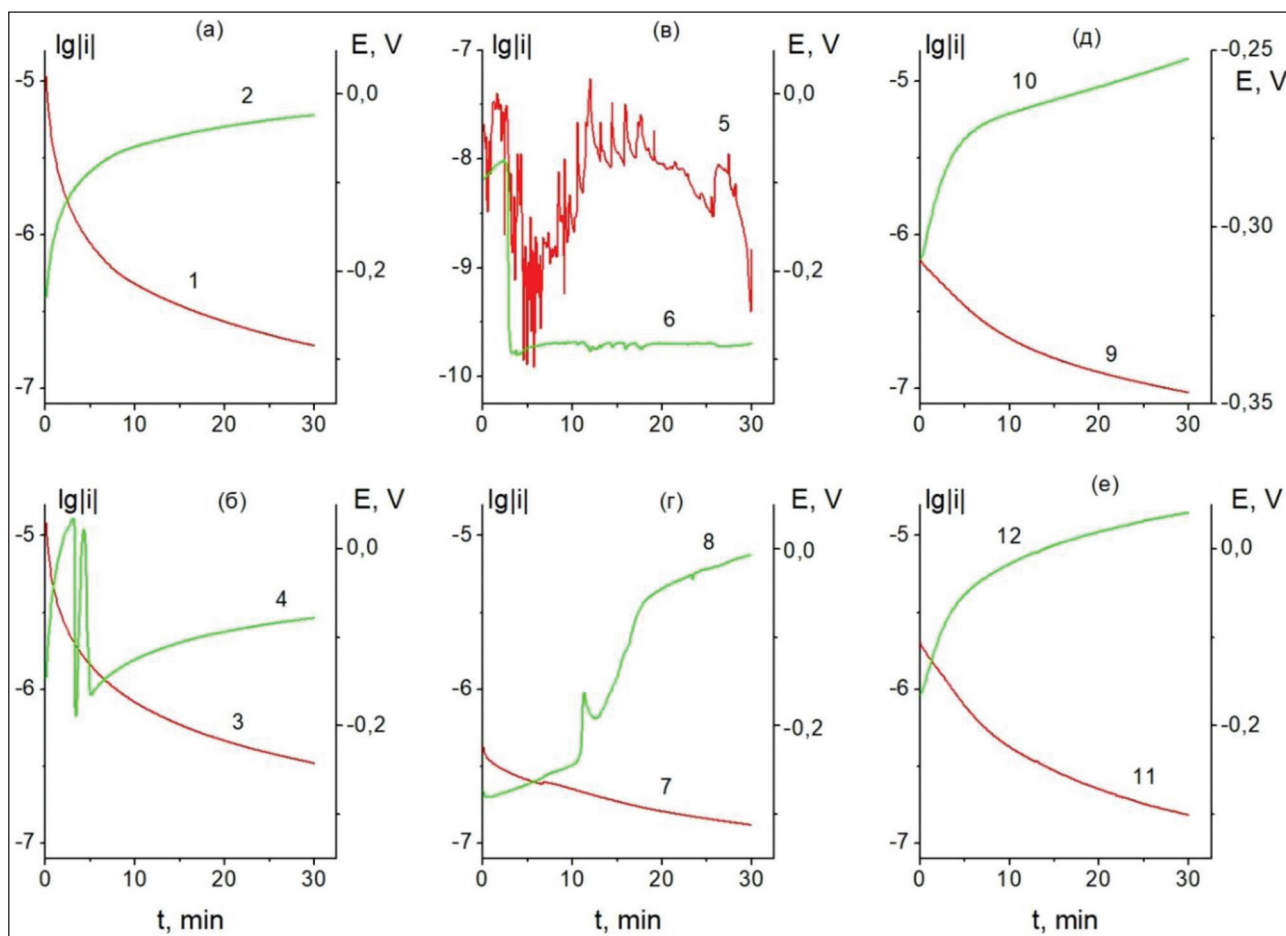 (а)
lg|i|
E, V
-5
-6
-7
0,0
-0,2
2
1
0 10 20 30
(в)
-7
lg|i|
E, V
-8
-9
-10
0,0
-0,2
5
6
0 10 20 30
(д)
lg|i|
-0,25
E, V
-5
-6
-7
-0,30
-0,35
10
9
0 10 20 30
(б)
lg|i|
E, V
-5
-6
-7
0,0
-0,2
4
3
0 10 20 30
t, min
(г)
lg|i|
E, V
-5
-6
-7
0,0
-0,2
8
7
0 10 20 30
t, min
(е)
lg|i|
E, V
-5
-6
-7
0,0
-0,2
12
11
0 10 20 30
t, min